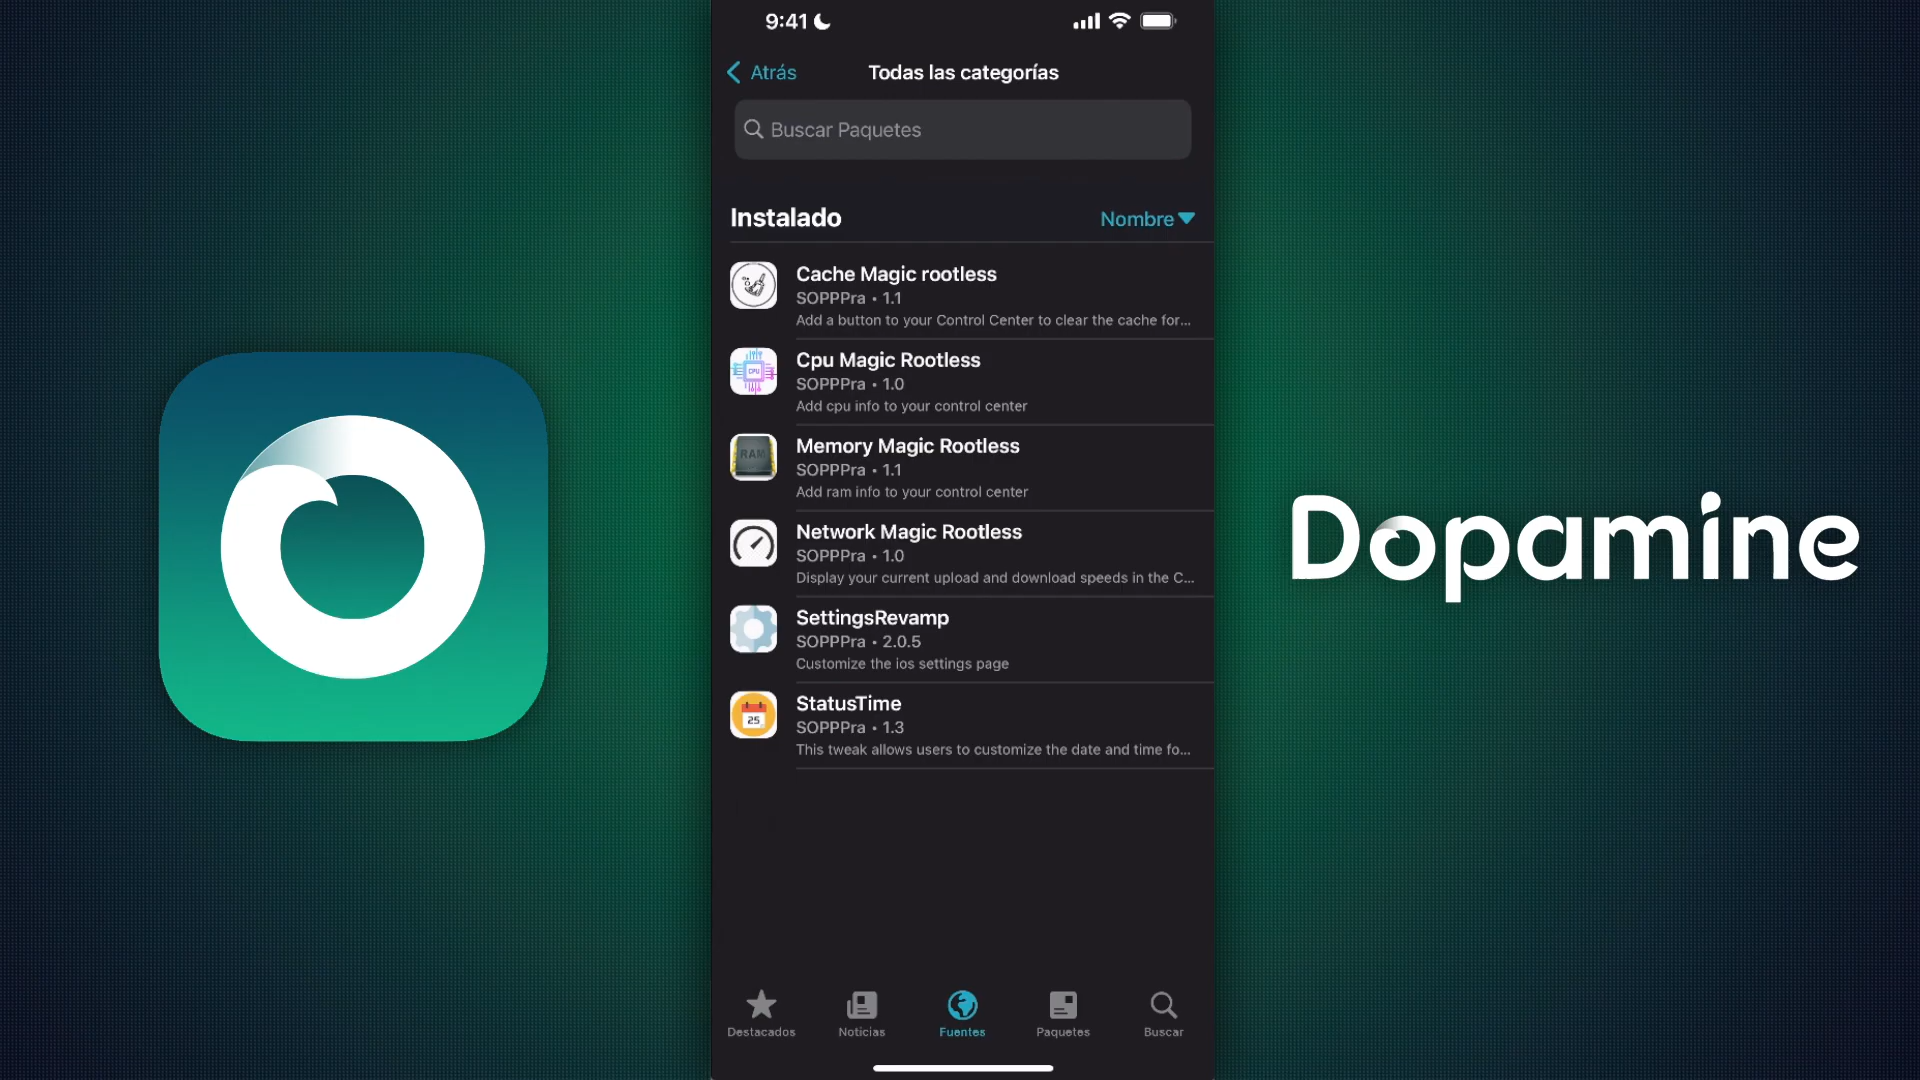 9:41
Atrás
Todas las categorías
Buscar Paquetes
Instalado
Nombre
Cache Magic rootless
SOPPPra • 1.1
Add a button to your Control Center to clear the cache for...
CPU
Cpu Magic Rootless
SOPPPra • 1.0
Add cpu info to your control center
RAM
Memory Magic Rootless
SOPPPra • 1.1
Add ram info to your control center
Network Magic Rootless
SOPPPra • 1.0
Display your current upload and download speeds in the C...
SettingsRevamp
SOPPPra • 2.0.5
Customize the ios settings page
25
StatusTime
SOPPPra • 1.3
This tweak allows users to customize the date and time fo...
Destacados
Noticias
Fuentes
Paquetes
Buscar
Dopamine